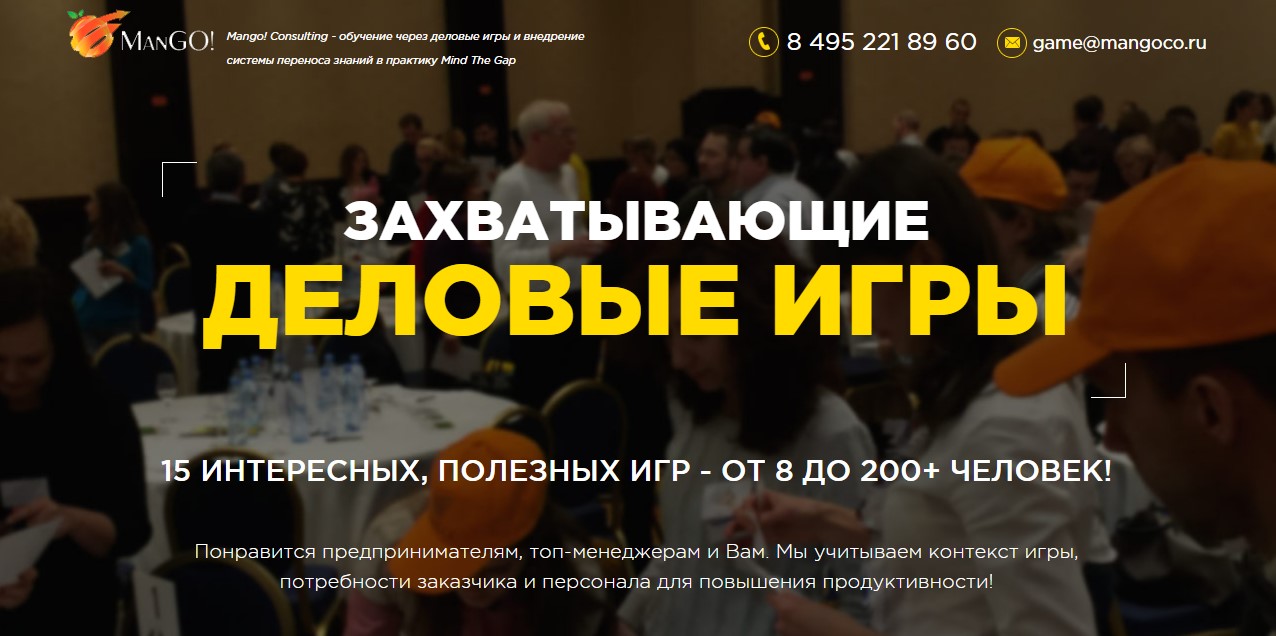 MANGO!
Mango! Consulting - обучение через деловые игры и внедрение
системы переноса знаний в практику Mind The Gap
8 495 221 89 60
game@mangoco.ru
ЗАХВАТЫВАЮЩИЕ
ДЕЛОВЫЕ ИГРЫ
15 ИНТЕРЕСНЫХ, ПОЛЕЗНЫХ ИГР - ОТ 8 ДО 200+ ЧЕЛОВЕК!
Понравится предпринимателям, топ-менеджерам и Вам. Мы учитываем контекст игры,
потребности заказчика и персонала для повышения продуктивности!